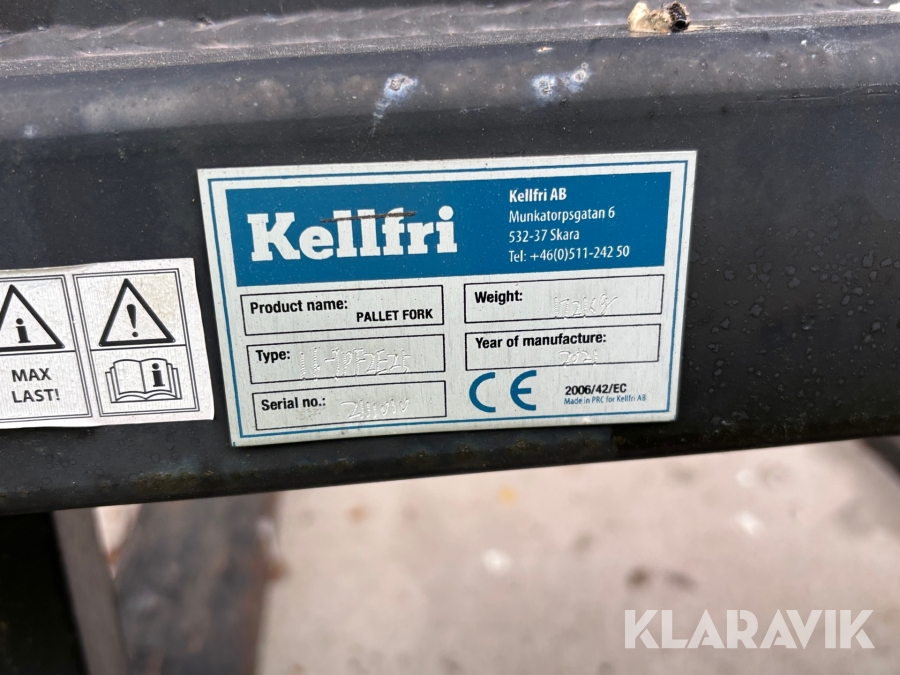 Kellfri
Kellfri AB
Munkatorpsgatan 6
532-37 Skara
Tel: +46(0)511-242 50
Product name: PALLET FORK
Weight:
Type:
Year of manufacture: 2021
Serial no.:
CE 2006/42/EC
Made in PRC for Kellfri AB
i
MAX
LAST!
!
i
KLARAVIK